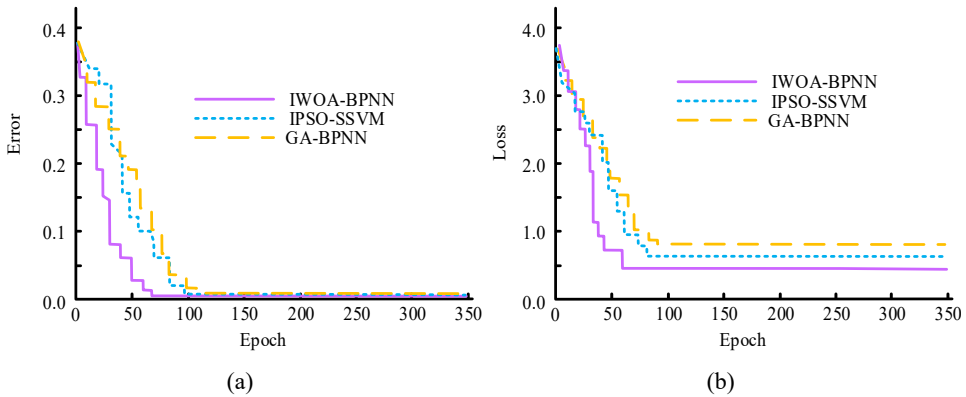 0.4
0.3
0.2
0.1
0.0
Error
IWOA-BPNN
IPSO-SSVM
GA-BPNN
0 50 100 150 200 250 300 350
Epoch
(a)
4.0
3.0
2.0
1.0
0.0
Loss
IWOA-BPNN
IPSO-SSVM
GA-BPNN
0 50 100 150 200 250 300 350
Epoch
(b)